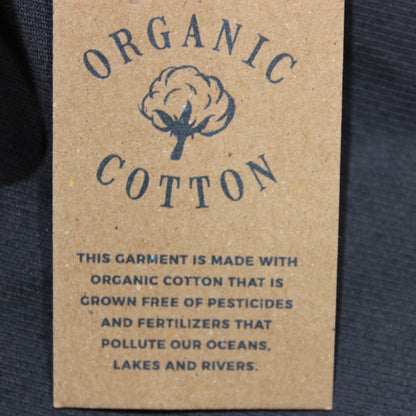 ORGANIC
COTTON
THIS GARMENT IS MADE WITH
ORGANIC COTTON THAT IS
GROWN FREE OF PESTICIDES
AND FERTILIZERS THAT
POLLUTE OUR OCEANS,
LAKES AND RIVERS.